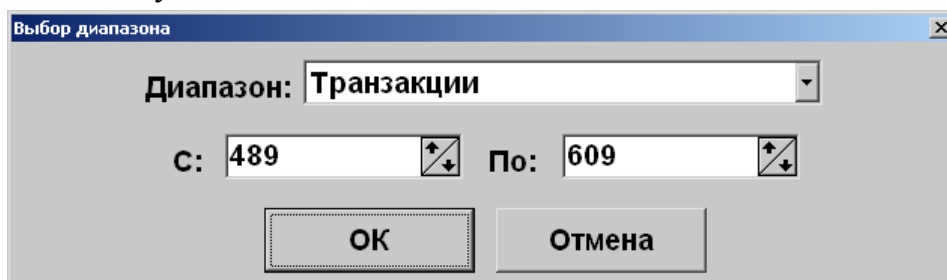 Выбор диапазона
Диапазон: Транзакции
С: 489 По: 609
ОК Отмена